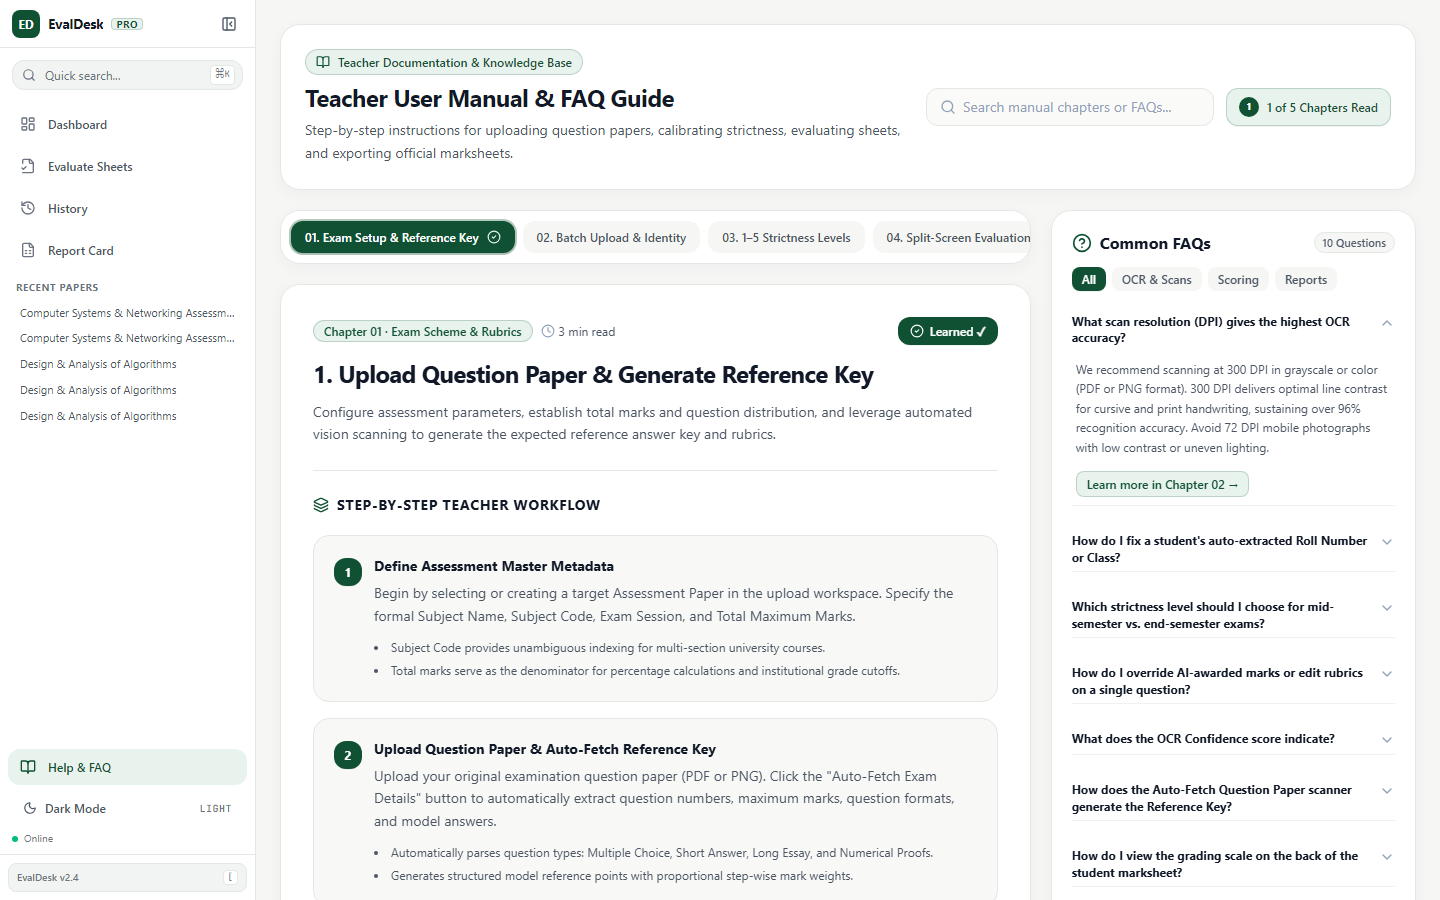 ED EvalDesk PRO
Quick search... ⌘K
Dashboard
Evaluate Sheets
History
Report Card
RECENT PAPERS
Computer Systems & Networking Assessm...
Computer Systems & Networking Assessm...
Design & Analysis of Algorithms
Design & Analysis of Algorithms
Design & Analysis of Algorithms
Help & FAQ
Dark Mode LIGHT
Online
EvalDesk v2.4 [
Teacher Documentation & Knowledge Base
Teacher User Manual & FAQ Guide
Step-by-step instructions for uploading question papers, calibrating strictness, evaluating sheets,
and exporting official marksheets.
Search manual chapters or FAQs...
1 1 of 5 Chapters Read
01. Exam Setup & Reference Key
02. Batch Upload & Identity
03. 1–5 Strictness Levels
04. Split-Screen Evaluation
Chapter 01 · Exam Scheme & Rubrics
3 min read
Learned ✓
1. Upload Question Paper & Generate Reference Key
Configure assessment parameters, establish total marks and question distribution, and leverage automated
vision scanning to generate the expected reference answer key and rubrics.
STEP-BY-STEP TEACHER WORKFLOW
1 Define Assessment Master Metadata
Begin by selecting or creating a target Assessment Paper in the upload workspace. Specify the
formal Subject Name, Subject Code, Exam Session, and Total Maximum Marks.
• Subject Code provides unambiguous indexing for multi-section university courses.
• Total marks serve as the denominator for percentage calculations and institutional grade cutoffs.
2 Upload Question Paper & Auto-Fetch Reference Key
Upload your original examination question paper (PDF or PNG). Click the "Auto-Fetch Exam
Details" button to automatically extract question numbers, maximum marks, question formats,
and model answers.
• Automatically parses question types: Multiple Choice, Short Answer, Long Essay, and Numerical Proofs.
• Generates structured model reference points with proportional step-wise mark weights.
Common FAQs
10 Questions
All
OCR & Scans
Scoring
Reports
What scan resolution (DPI) gives the highest OCR
accuracy?
We recommend scanning at 300 DPI in grayscale or color
(PDF or PNG format). 300 DPI delivers optimal line contrast
for cursive and print handwriting, sustaining over 96%
recognition accuracy. Avoid 72 DPI mobile photographs
with low contrast or uneven lighting.
Learn more in Chapter 02 →
How do I fix a student's auto-extracted Roll Number
or Class?
Which strictness level should I choose for mid-
semester vs. end-semester exams?
How do I override AI-awarded marks or edit rubrics
on a single question?
What does the OCR Confidence score indicate?
How does the Auto-Fetch Question Paper scanner
generate the Reference Key?
How do I view the grading scale on the back of the
student marksheet?